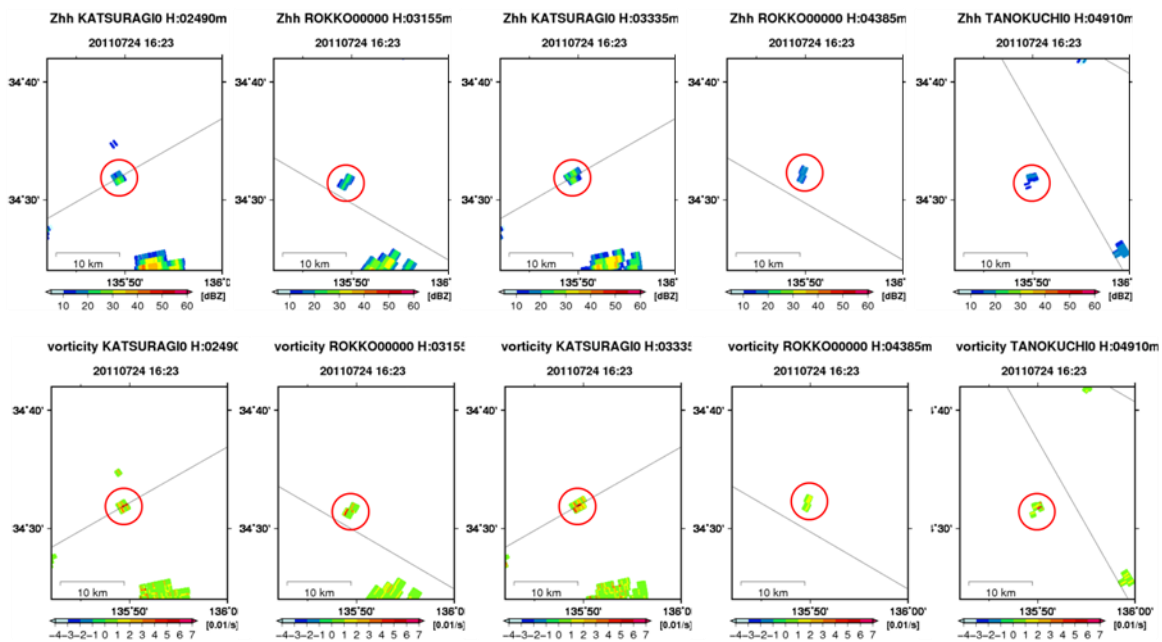 Zhh KATSURAGI0 H:02490m
Zhh ROKKO00000 H:03155m
Zhh KATSURAGI0 H:03335m
Zhh ROKKO00000 H:04385m
Zhh TANOKUCHI0 H:04910m
20110724 16:23
20110724 16:23
20110724 16:23
20110724 16:23
20110724 16:23
34˚40'
34˚40'
34˚40'
34˚40'
34˚40'
34˚30'
34˚30'
34˚30'
34˚30'
34˚30'
10 km
10 km
10 km
10 km
10 km
135˚50' 136˚0
135˚50' 136
135˚50' 136
135˚50' 136˚00'
135˚50' 136
[dBZ]
[dBZ]
[dBZ]
[dBZ]
[dBZ]
10 20 30 40 50 60
10 20 30 40 50 60
10 20 30 40 50 60
10 20 30 40 50 60
10 20 30 40 50 60
vorticity KATSURAGI0 H:0249
vorticity ROKKO00000 H:0315
vorticity KATSURAGI0 H:0333
vorticity ROKKO00000 H:04385m
vorticity TANOKUCHI0 H:04910m
20110724 16:23
20110724 16:23
20110724 16:23
20110724 16:23
20110724 16:23
34˚40'
34˚40'
34˚40'
34˚40'
34˚40'
34˚30'
34˚30'
34˚30'
34˚30'
˚30'
10 km
10 km
10 km
10 km
10 km
135˚50' 136˚0
135˚50' 136
135˚50' 136
135˚50' 136˚00'
135˚50' 136
[0.01/s]
[0.01/s]
[0.01/s]
[0.01/s]
[0.01/s]
−4−3−2−1 0 1 2 3 4 5 6 7
−4−3−2−1 0 1 2 3 4 5 6 7
−4−3−2−1 0 1 2 3 4 5 6 7
−4−3−2−1 0 1 2 3 4 5 6 7
−4−3−2−1 0 1 2 3 4 5 6 7